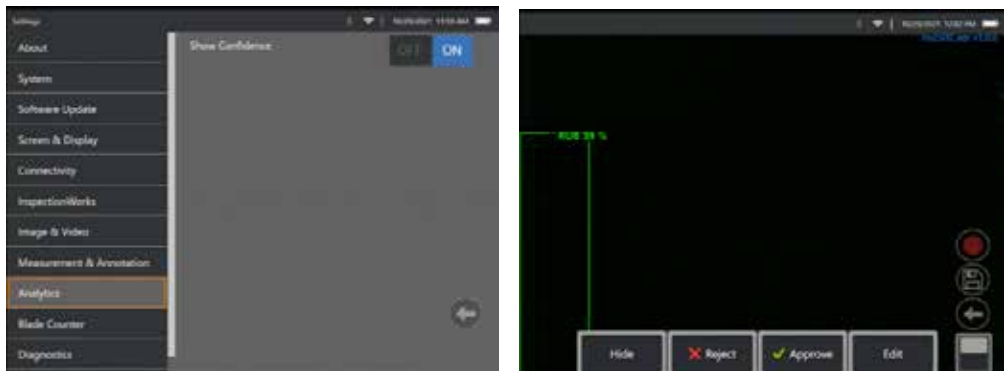 Settings
About
Show Confidence
OFF ON
System
Software Update
Screen & Display
Connectivity
InspectionWorks
Image & Video
Measurement & Annotation
Analytics
Blade Counter
Diagnostics
RUB 39 %
Hide
Reject
Approve
Edit